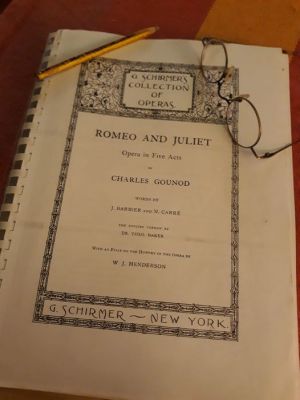 G. SCHIRMER'S
COLLECTION
OF
OPERAS
ROMEO AND JULIET
Opera in Five Acts
BY
CHARLES GOUNOD
WORDS BY
J. BARBIER AND M. CARRÉ
THE ENGLISH VERSION BY
DR. THEO. BAKER
WITH AN ESSAY ON THE HISTORY OF THE OPERA BY
W. J. HENDERSON
G. SCHIRMER ~ NEW YORK